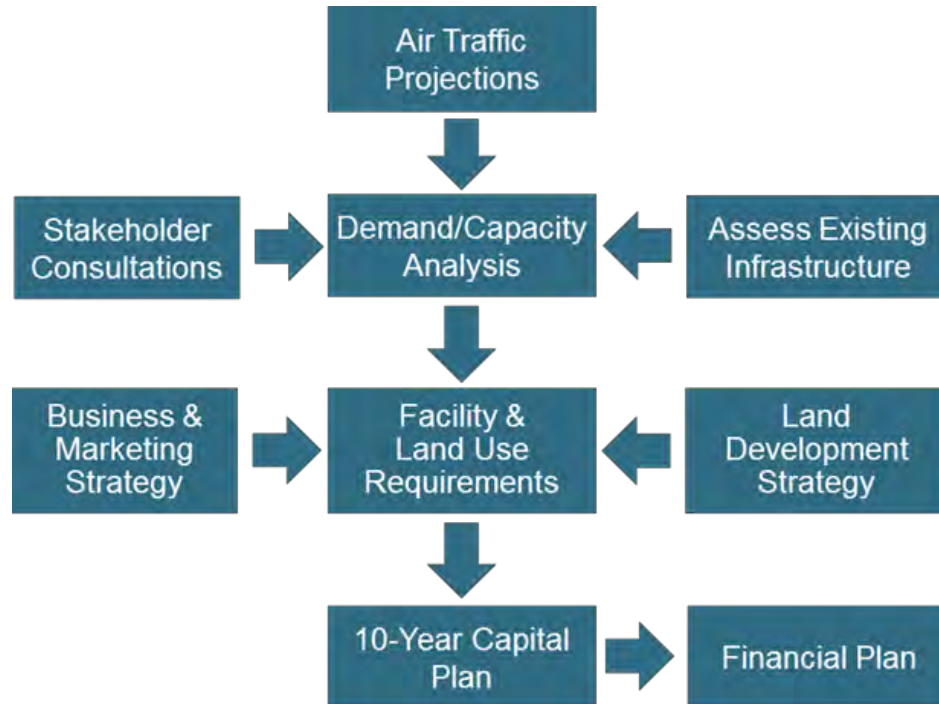 Air Traffic
Projections
Stakeholder
Consultations
Demand/Capacity
Analysis
Assess Existing
Infrastructure
Business &
Marketing
Strategy
Facility &
Land Use
Requirements
Land
Development
Strategy
10-Year Capital
Plan
Financial Plan